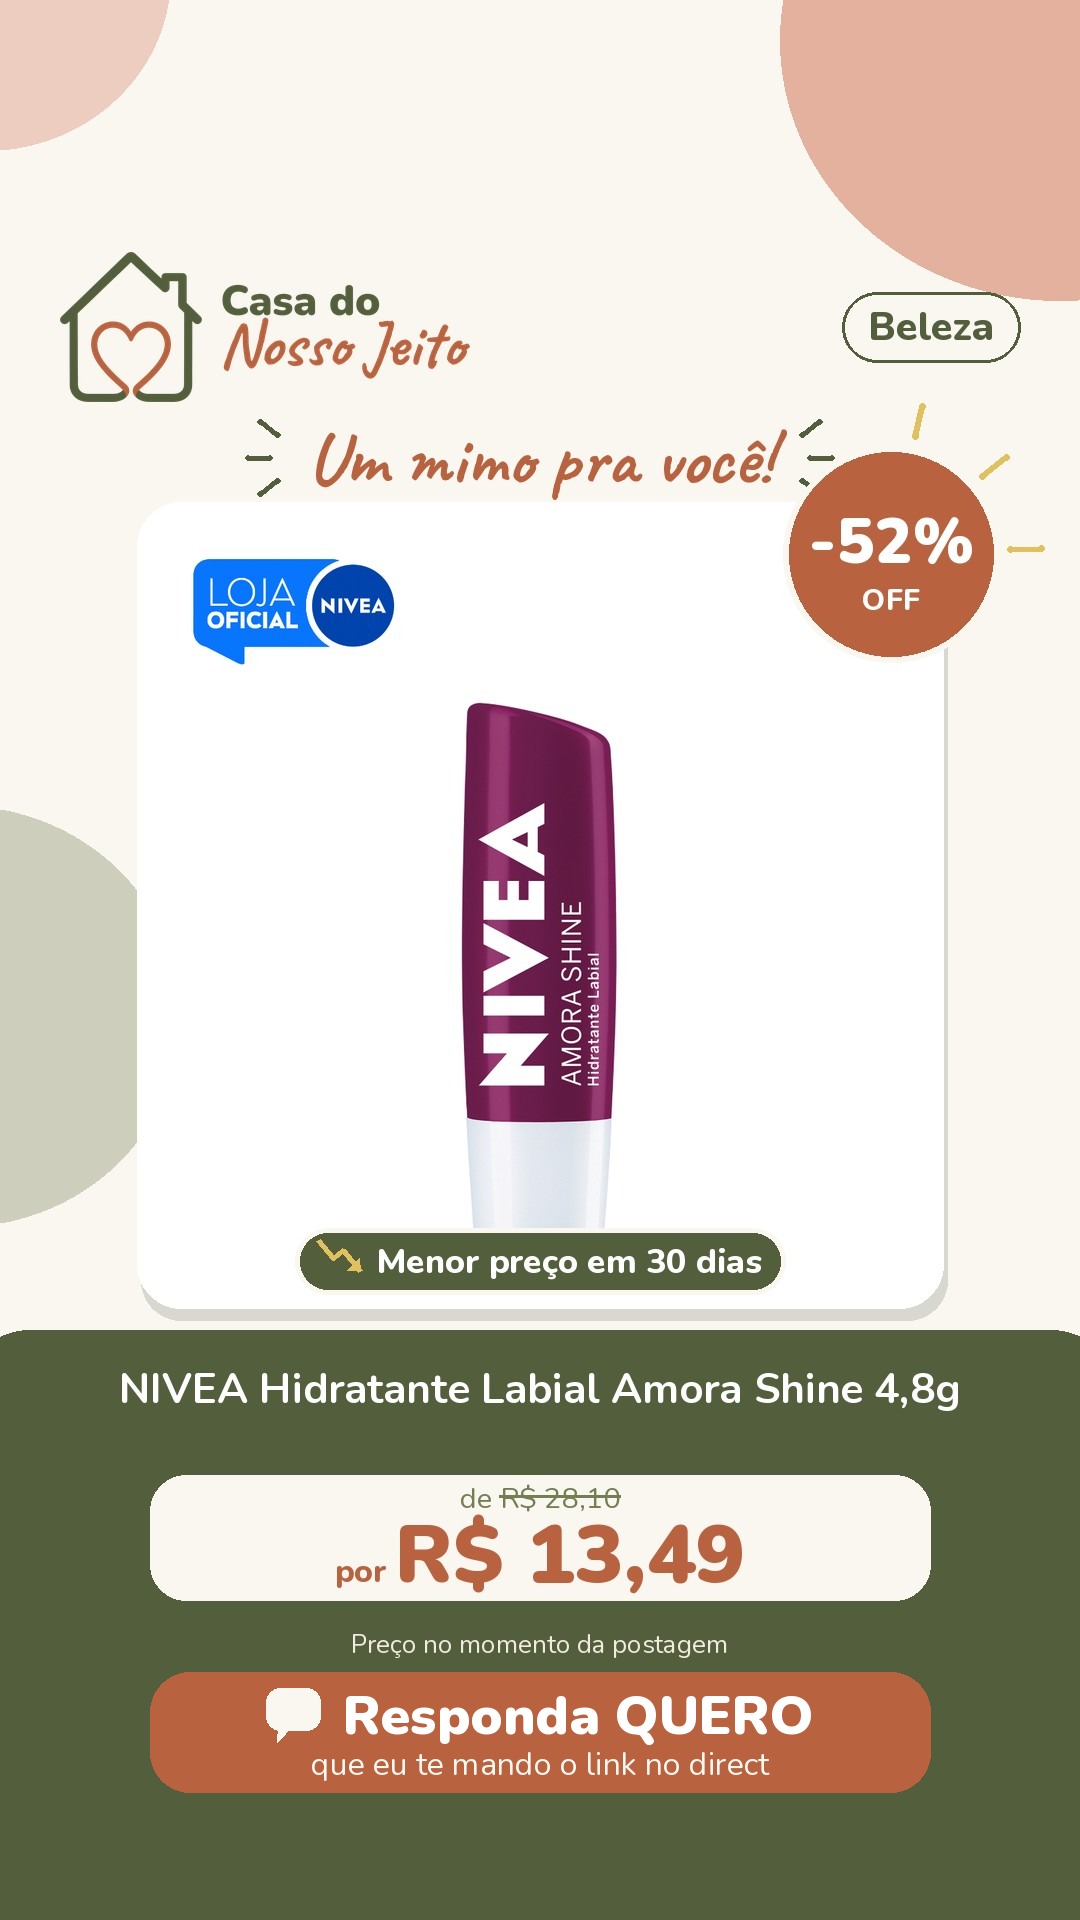 Casa do
Nosso Jeito
Beleza
Um mimo pra você!
-52%
OFF
LOJA
OFICIAL
NIVEA
NIVEA
AMORA SHINE
Hidratante Labial
Menor preço em 30 dias
NIVEA Hidratante Labial Amora Shine 4,8g
de R$ 28,10
por R$ 13,49
Preço no momento da postagem
Responda QUERO
que eu te mando o link no direct